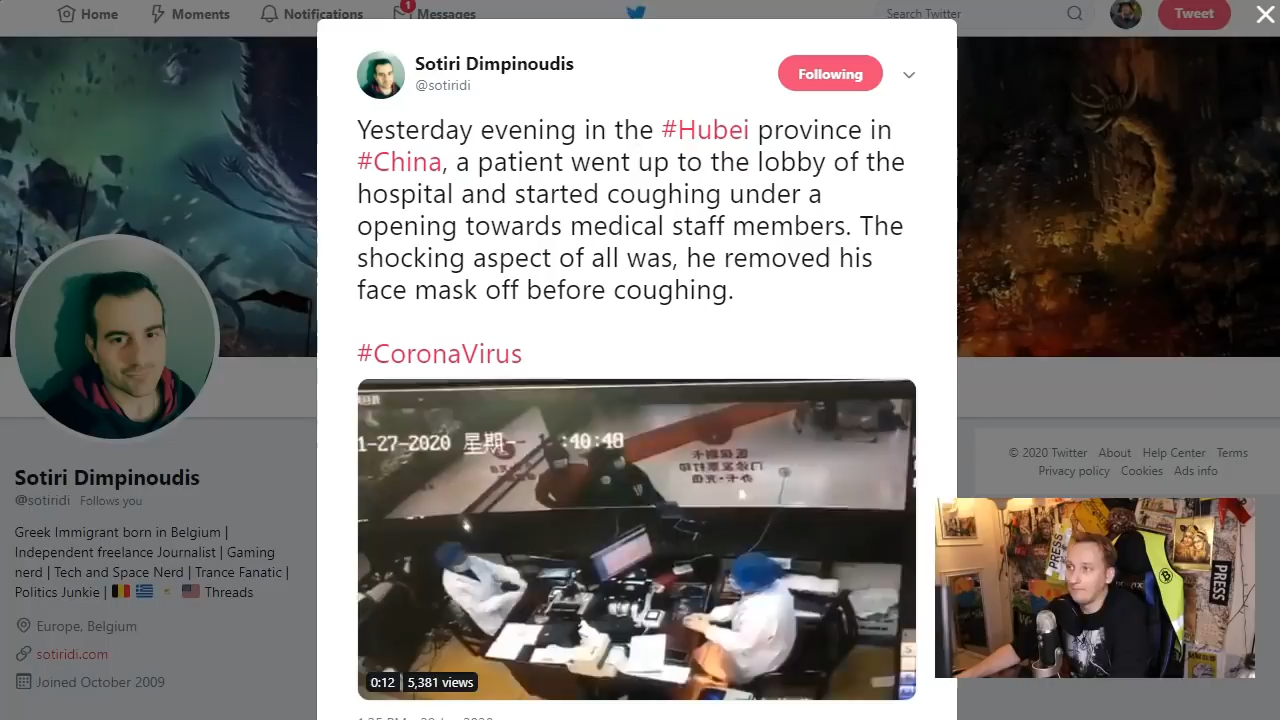 Home
Moments
Notifications
1
Messages
Search Twitter
Tweet
Sotiri Dimpinoudis
@sotiridi
Following
Yesterday evening in the #Hubei province in
#China, a patient went up to the lobby of the
hospital and started coughing under a
opening towards medical staff members. The
shocking aspect of all was, he removed his
face mask off before coughing.
#CoronaVirus
1-27-2020 星期一 :40:48
0:12 5,381 views
Sotiri Dimpinoudis
@sotiridi Follows you
Greek Immigrant born in Belgium |
Independent freelance Journalist | Gaming
nerd | Tech and Space Nerd | Trance Fanatic |
Politics Junkie | Threads
Europe, Belgium
sotiridi.com
Joined October 2009
© 2020 Twitter About Help Center Terms
Privacy policy Cookies Ads info
PRESS
PRESS